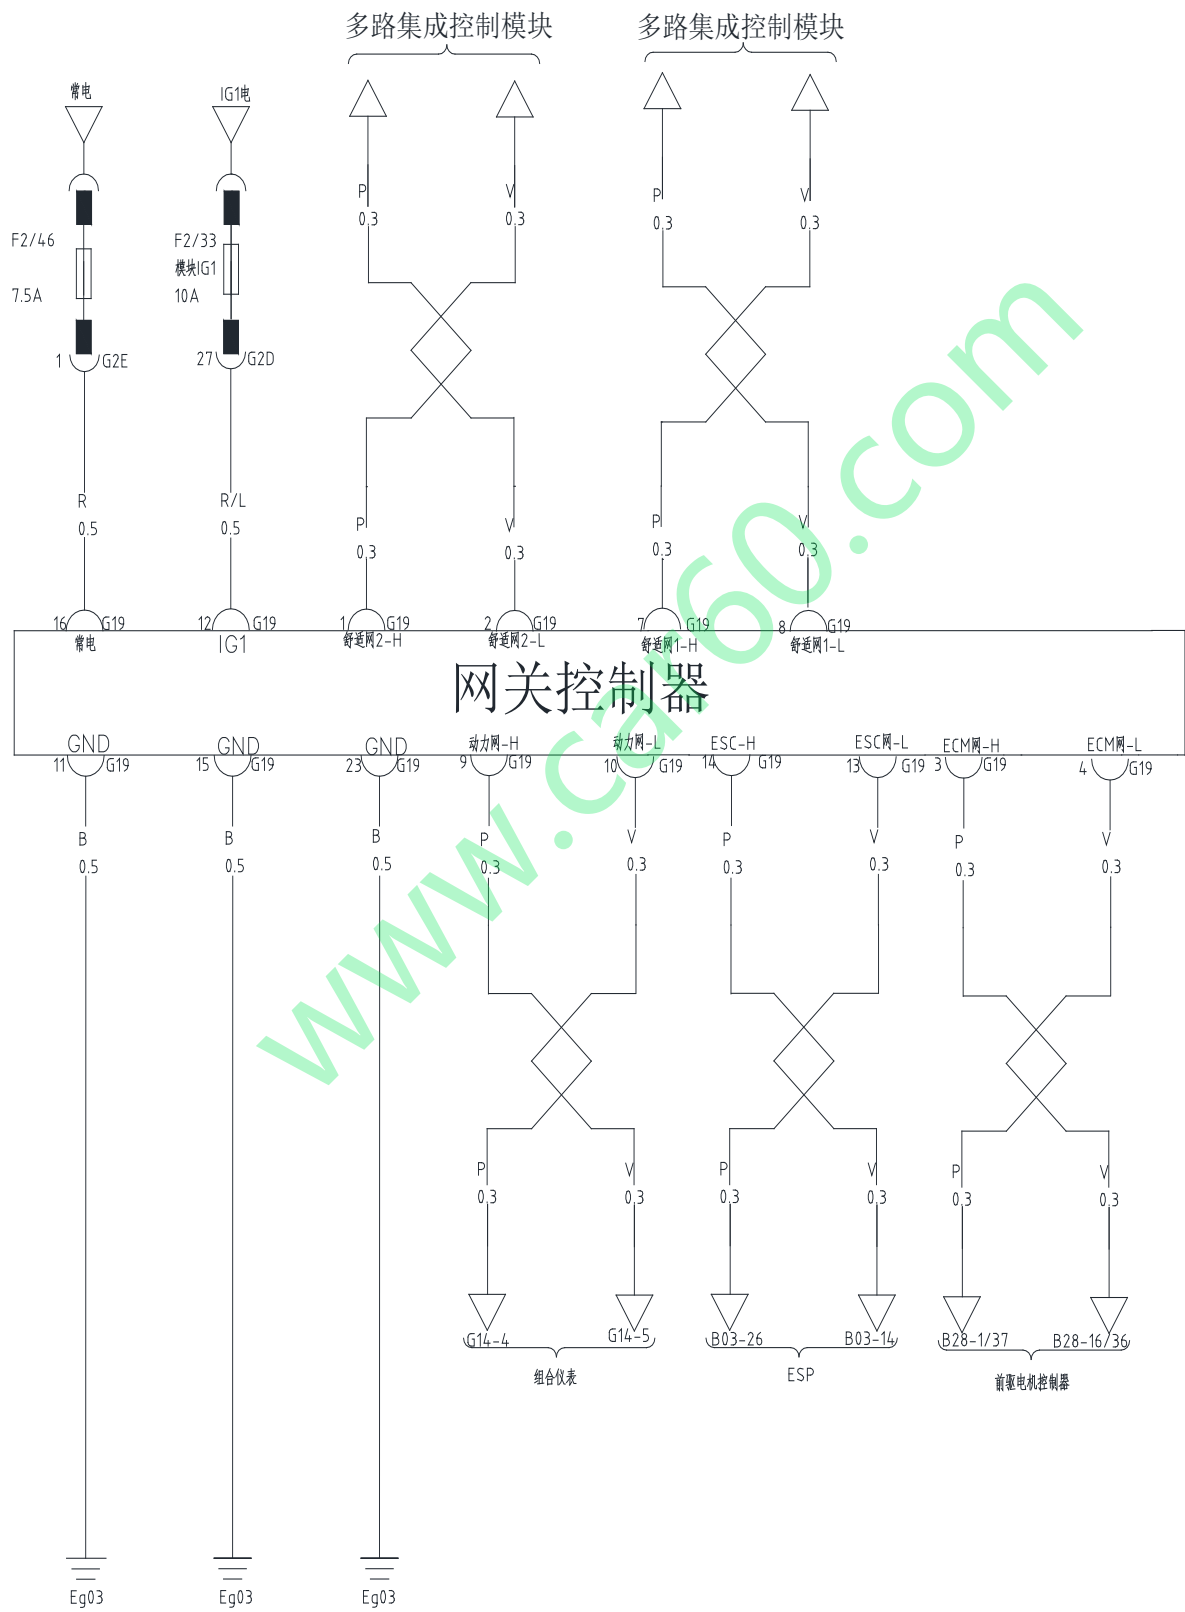 多路集成控制模块 多路集成控制模块
常电 IG1电
P V P V
0.3 0.3 0.3 0.3
F2/46 F2/33
模块IG1
7.5A 10A
1 G2E 27 G2D
R R/L
0.5 0.5
P V P V
0.3 0.3 0.3 0.3
16 G19 12 G19 1 G19 2 G19 7 G19 8 G19
常电 IG1 舒适网2-H 舒适网2-L 舒适网1-H 舒适网1-L
网关控制器
GND GND GND 动力网-H 动力网-L ESC-H ESC网-L ECM网-H ECM网-L
11 G19 15 G19 23 G19 9 G19 10 G19 14 G19 13 G19 3 G19 4 G19
B B B P V P V P V
0.5 0.5 0.5 0.3 0.3 0.3 0.3 0.3 0.3
P V P V P V
0.3 0.3 0.3 0.3 0.3 0.3
G14-4 G14-5 B03-26 B03-14 B28-1/37 B28-16/36
组合仪表 ESP 前驱电机控制器
Eg03 Eg03 Eg03
www.car60.com